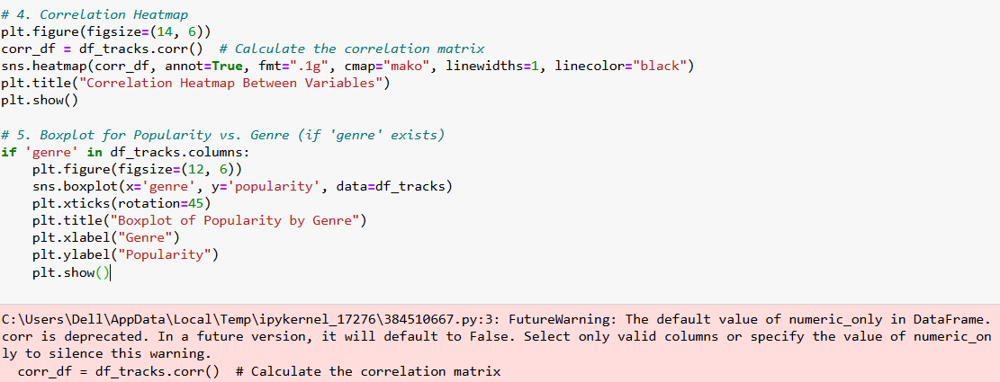 # 4. Correlation Heatmap
plt.figure(figsize=(14, 6))
corr_df = df_tracks.corr()  # Calculate the correlation matrix
sns.heatmap(corr_df, annot=True, fmt=".1g", cmap="mako", linewidths=1, linecolor="black")
plt.title("Correlation Heatmap Between Variables")
plt.show()
# 5. Boxplot for Popularity vs. Genre (if 'genre' exists)
if 'genre' in df_tracks.columns:
    plt.figure(figsize=(12, 6))
    sns.boxplot(x='genre', y='popularity', data=df_tracks)
    plt.xticks(rotation=45)
    plt.title("Boxplot of Popularity by Genre")
    plt.xlabel("Genre")
    plt.ylabel("Popularity")
    plt.show()
C:\Users\Dell\AppData\Local\Temp\ipykernel_17276\384510667.py:3: FutureWarning: The default value of numeric_only in DataFrame.
corr is deprecated. In a future version, it will default to False. Select only valid columns or specify the value of numeric_on
ly to silence this warning.
  corr_df = df_tracks.corr()  # Calculate the correlation matrix